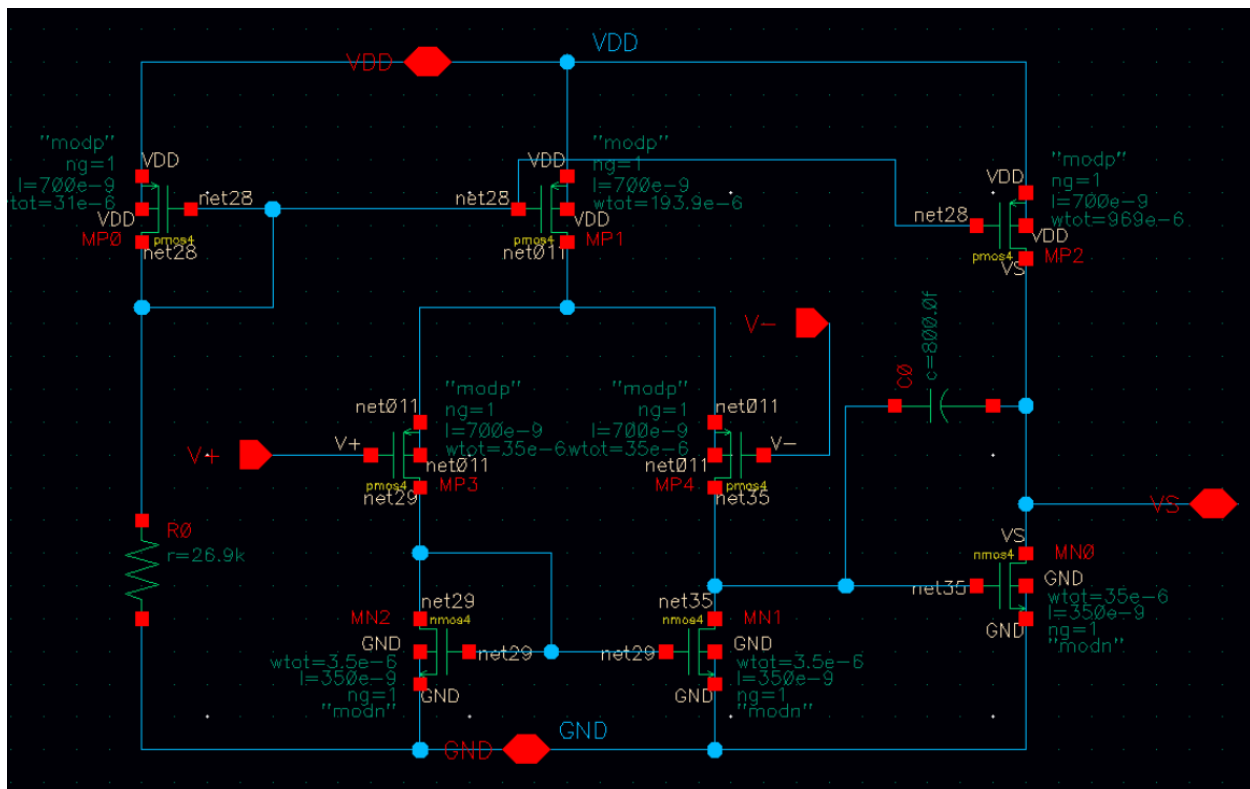 VDD
VDD
"modp"
ng=1
l=700e-9
wtot=31e-6
VDD
VDD
net28
MP0
pmos4
net28
"modp"
ng=1
l=700e-9
wtot=193.9e-6
VDD
net28
VDD
pmos4
MP1
net011
"modp"
ng=1
l=700e-9
wtot=969e-6
VDD
net28
VDD
pmos4
MP2
VS
V-
C0
c=800.0f
"modp"
ng=1
l=700e-9
wtot=35e-6
net011
V+
V+
net011
MP3
pmos4
net29
"modp"
ng=1
l=700e-9
wtot=35e-6
net011
V-
net011
MP4
pmos4
net35
R0
r=26.9k
net29
MN2
nmos4
GND
net29
wtot=3.5e-6
l=350e-9
ng=1
GND
"modn"
net35
MN1
nmos4
net29
GND
wtot=3.5e-6
l=350e-9
ng=1
GND
"modn"
VS
VS
MN0
nmos4
net35
GND
wtot=35e-6
l=350e-9
GND
ng=1
"modn"
GND
GND